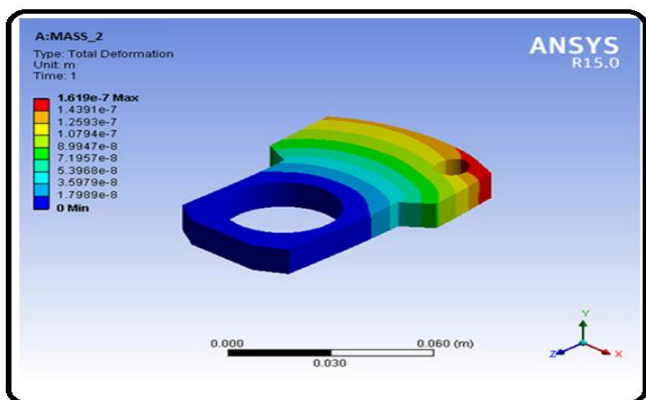 A:MASS_2
Type: Total Deformation
Unit: m
Time: 1
ANSYS
R15.0
1.619e-7 Max
1.4391e-7
1.2593e-7
1.0794e-7
8.9947e-8
7.1957e-8
5.3968e-8
3.5979e-8
1.7989e-8
0 Min
0.000
0.060 (m)
0.030
Y
Z
X